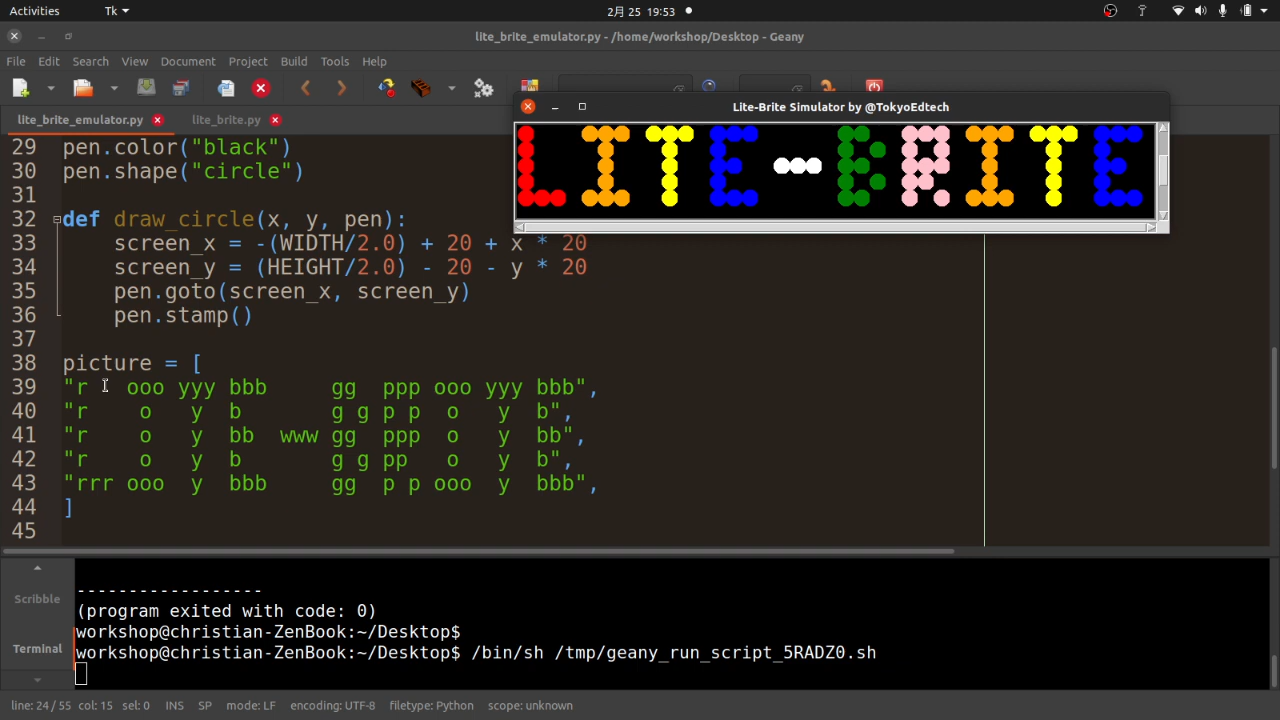 Activities Tk 2月 25 19:53
lite_brite_emulator.py - /home/workshop/Desktop - Geany
File Edit Search View Document Project Build Tools Help
lite_brite_emulator.py lite_brite.py
Lite-Brite Simulator by @TokyoEdtech
LITE-BRITE
29 pen.color("black")
30 pen.shape("circle")
31
32 def draw_circle(x, y, pen):
33     screen_x = -(WIDTH/2.0) + 20 + x * 20
34     screen_y = (HEIGHT/2.0) - 20 - y * 20
35     pen.goto(screen_x, screen_y)
36     pen.stamp()
37
38 picture = [
39 "r   ooo yyy bbb     gg  ppp ooo yyy bbb",
40 "r    o   y  b       g g p p  o   y  b",
41 "r    o   y  bb  www gg  ppp  o   y  bb",
42 "r    o   y  b       g g pp   o   y  b",
43 "rrr ooo  y  bbb     gg  p p ooo  y  bbb",
44 ]
45
Scribble
Terminal
------------------
(program exited with code: 0)
workshop@christian-ZenBook:~/Desktop$
workshop@christian-ZenBook:~/Desktop$ /bin/sh /tmp/geany_run_script_5RADZ0.sh
line: 24 / 55 col: 15 sel: 0 INS SP mode: LF encoding: UTF-8 filetype: Python scope: unknown